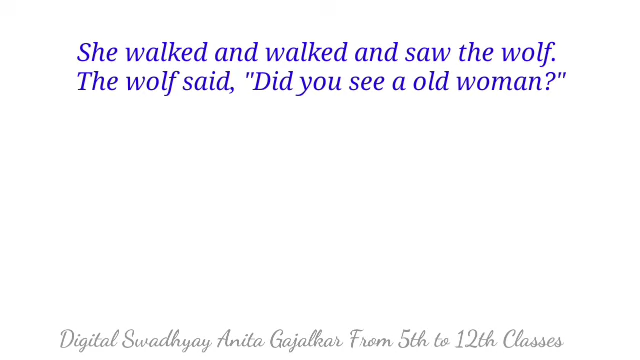 She walked and walked and saw the wolf.
The wolf said, "Did you see a old woman?"
Digital Swadhyay Anita Gajalkar From 5th to 12th Classes